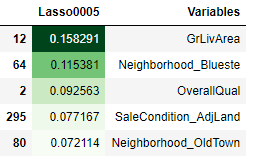 Lasso0005 Variables
12 0.158291 GrLivArea
64 0.115381 Neighborhood_Blueste
2 0.092563 OverallQual
295 0.077167 SaleCondition_AdjLand
80 0.072114 Neighborhood_OldTown